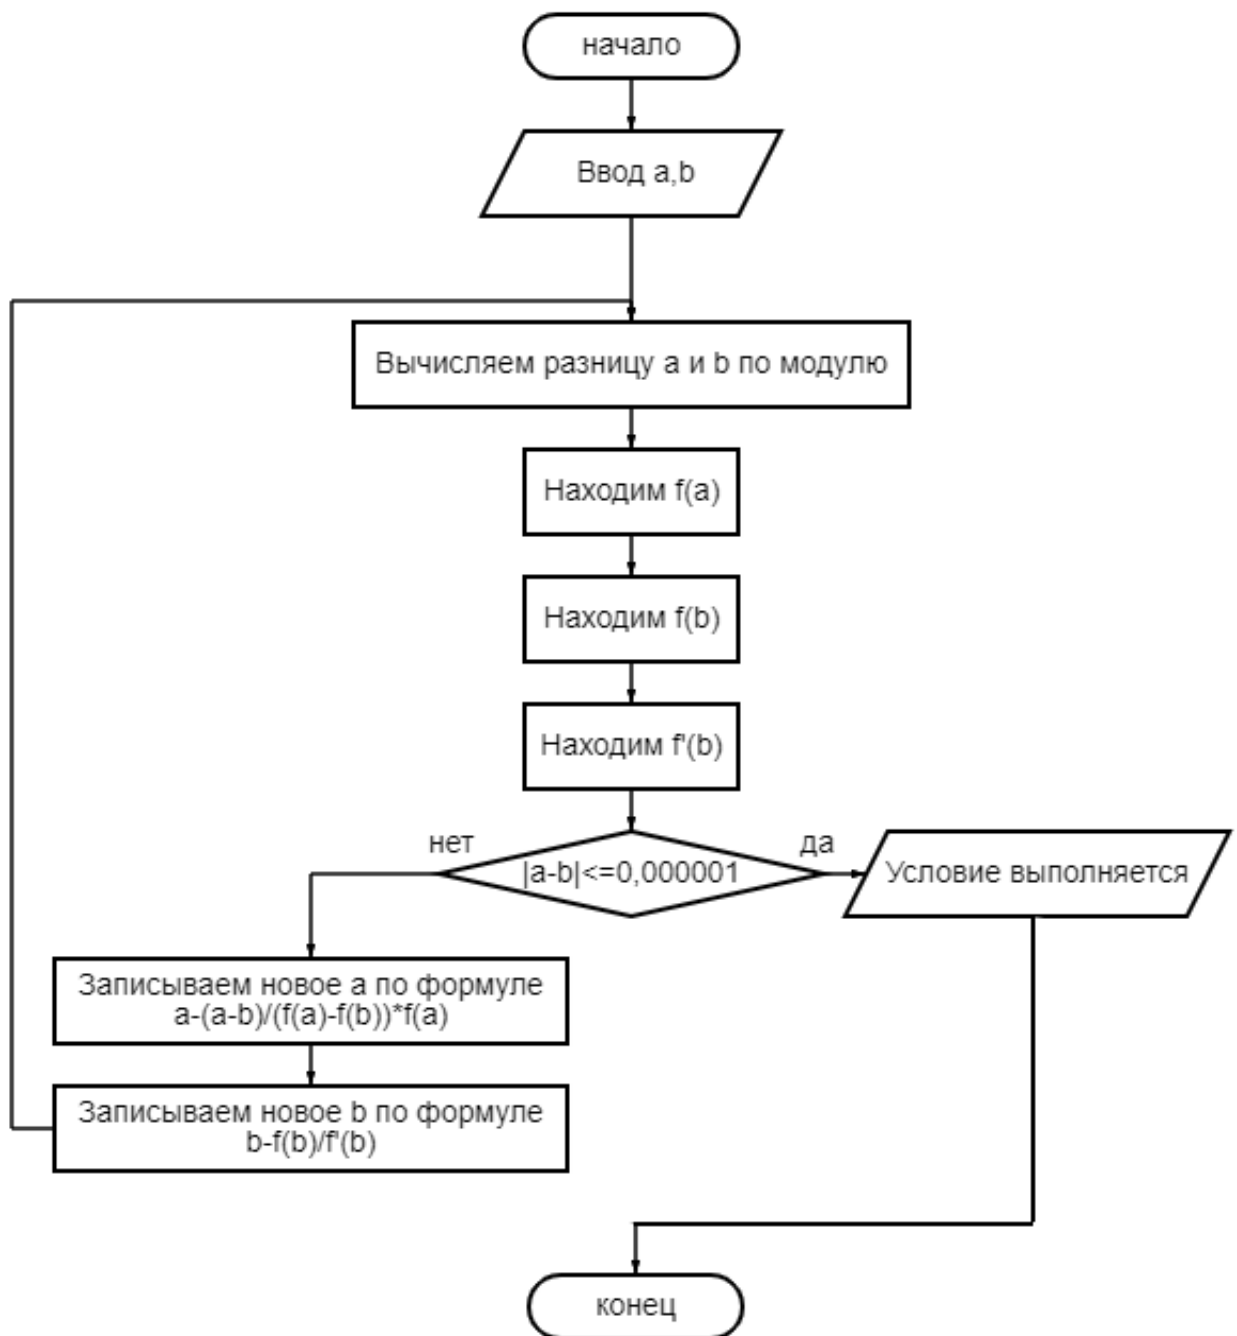 начало
Ввод a,b
Вычисляем разницу a и b по модулю
Находим f(a)
Находим f(b)
Находим f'(b)
нет
да
|a-b|<=0,000001
Условие выполняется
Записываем новое a по формуле
a-(a-b)/(f(a)-f(b))*f(a)
Записываем новое b по формуле
b-f(b)/f'(b)
конец